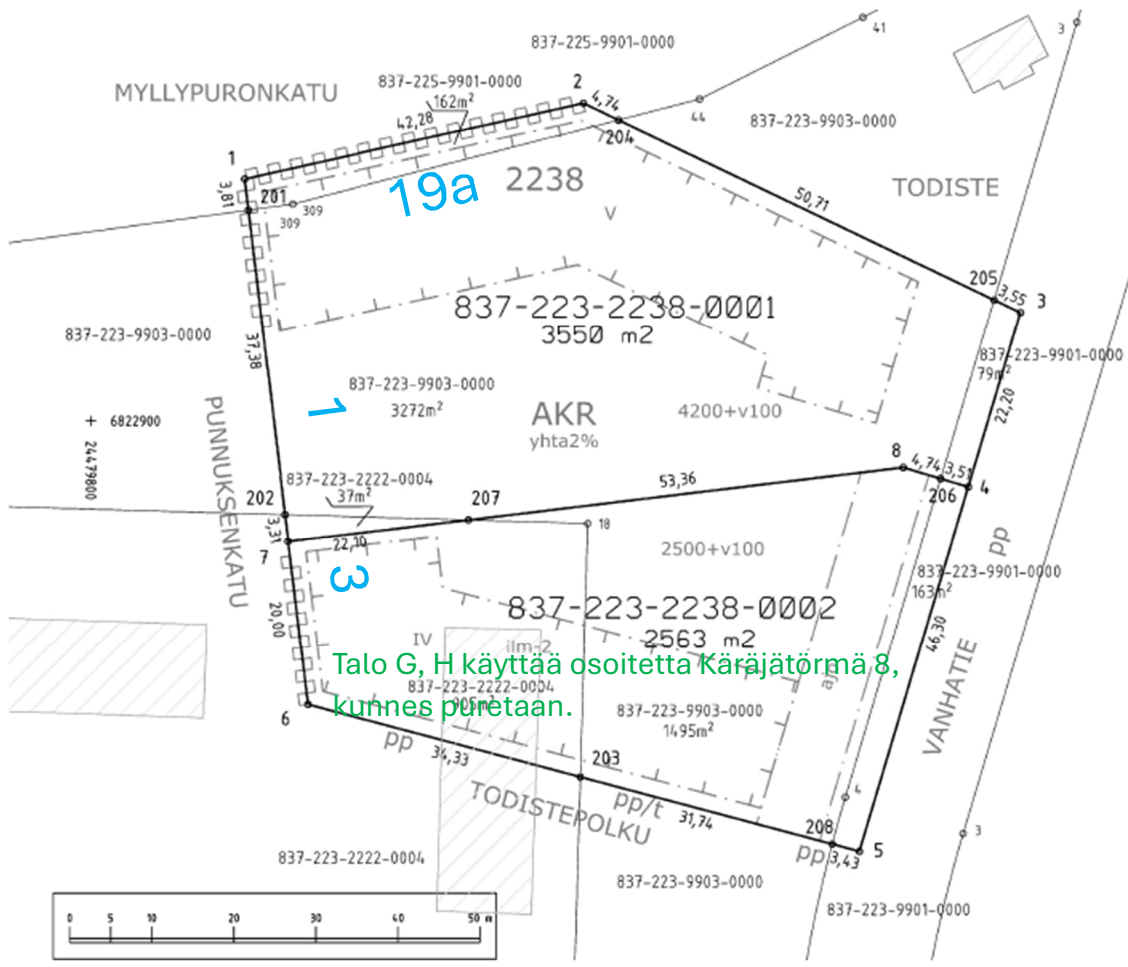 41
3
837-225-9901-0000
MYLLYPURONKATU
837-225-9901-0000
162m²
2
4,74
44
837-223-9903-0000
42,28
204
1
19a
2238
TODISTE
3,81
201
309
309
V
50,71
205
3,55
3
837-223-2238-0001
3550 m2
837-223-9903-0000
37,38
837-223-9901-0000
79m²
22,20
837-223-9903-0000
3272m²
1
AKR
yhta2%
4200+v100
6822900
24479800
PUNNUKSENKATU
837-223-2222-0004
37m²
8
4,74
3,51
4
206
53,36
202
207
18
3,31
7
22,10
2500+v100
pp
3
837-223-9901-0000
163m²
837-223-2238-0002
2563 m2
20,00
IV
ilm-2
46,30
Talo G, H käyttää osoitetta Käräjätörmä 8,
kunnes puretaan.
837-223-2222-0004
905m²
ajo
837-223-9903-0000
1495m²
VANHATIE
6
pp
34,33
203
TODISTEPOLKU
pp/t
31,74
4
3
208
pp
3,43
5
837-223-2222-0004
837-223-9903-0000
837-223-9901-0000
0 5 10 20 30 40 50 m